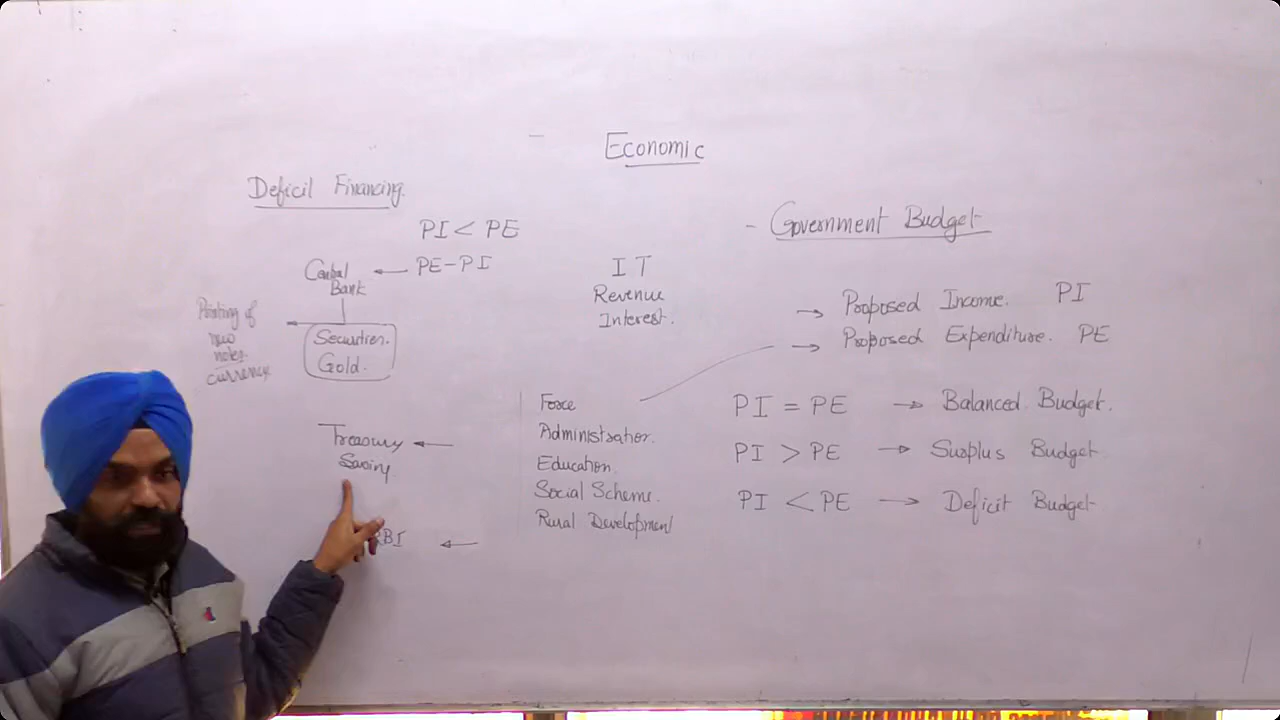 Economic
Deficil Financing.
PI < PE
PE-PI
Central
Bank
Securities.
Gold.
Printing of
new
notes.
currency
Treasury
Saving
RBI
IT
Revenue
Interest.
Force
Administration.
Education.
Social Scheme.
Rural Development
- Government Budget
→ Proposed Income. PI
→ Proposed Expenditure. PE
PI = PE → Balanced Budget.
PI > PE → Surplus Budget.
PI < PE → Deficit Budget